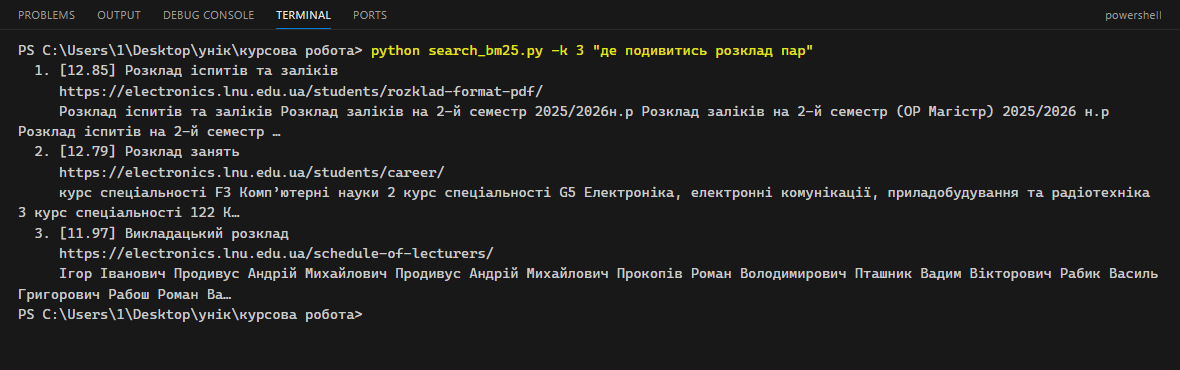 PROBLEMS OUTPUT DEBUG CONSOLE TERMINAL PORTS powershell
PS C:\Users\1\Desktop\унік\курсова робота> python search_bm25.py -k 3 "де подивитись розклад пар"
1. [12.85] Розклад іспитів та заліків
https://electronics.lnu.edu.ua/students/rozklad-format-pdf/
Розклад іспитів та заліків Розклад заліків на 2-й семестр 2025/2026н.р Розклад заліків на 2-й семестр (ОР Магістр) 2025/2026 н.р
Розклад іспитів на 2-й семестр …
2. [12.79] Розклад занять
https://electronics.lnu.edu.ua/students/career/
курс спеціальності F3 Комп’ютерні науки 2 курс спеціальності G5 Електроніка, електронні комунікації, приладобудування та радіотехніка
3 курс спеціальності 122 К…
3. [11.97] Викладацький розклад
https://electronics.lnu.edu.ua/schedule-of-lecturers/
Ігор Іванович Продивус Андрій Михайлович Продивус Андрій Михайлович Прокопів Роман Володимирович Пташник Вадим Вікторович Рабик Василь
Григорович Рабош Роман Ва…
PS C:\Users\1\Desktop\унік\курсова робота>